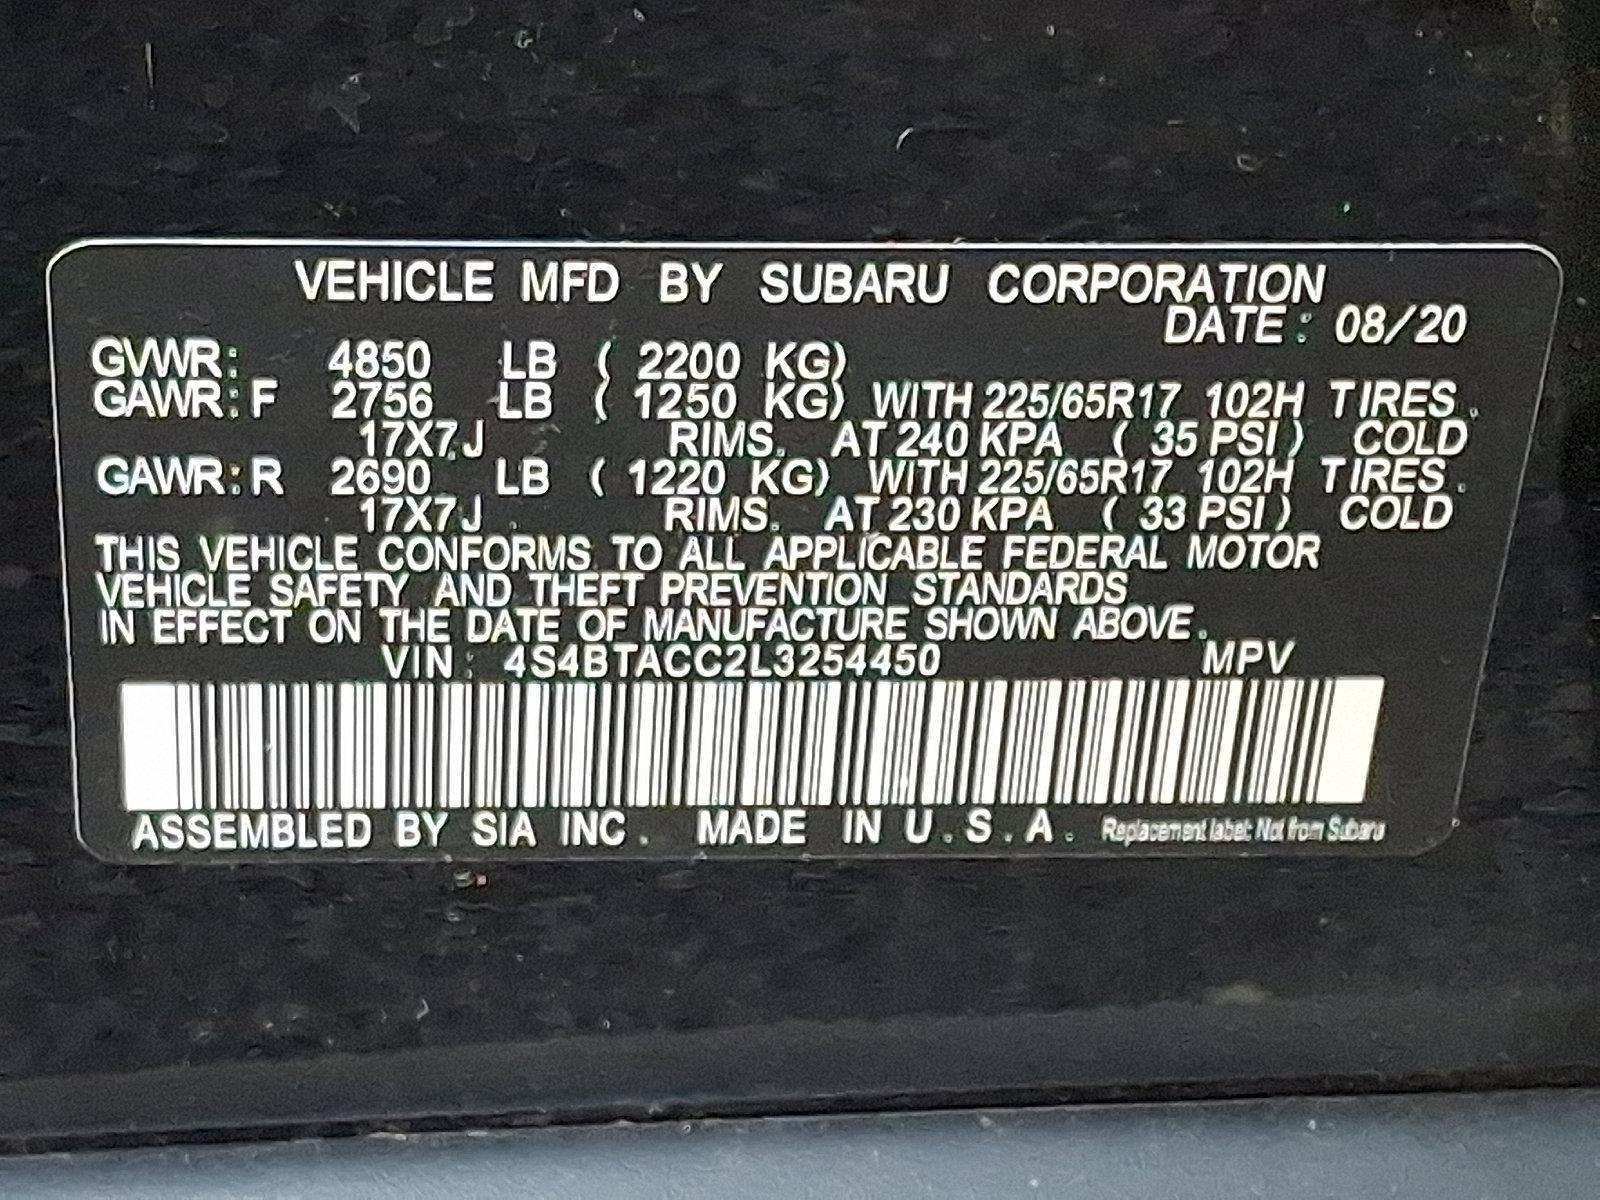 VEHICLE MFD BY SUBARU CORPORATION
DATE: 08/20
GVWR: 4850 LB ( 2200 KG)
GAWR: F 2756 LB ( 1250 KG) WITH 225/65R17 102H TIRES.
17X7J RIMS. AT 240 KPA ( 35 PSI ) COLD
GAWR: R 2690 LB ( 1220 KG) WITH 225/65R17 102H TIRES.
17X7J RIMS. AT 230 KPA ( 33 PSI ) COLD
THIS VEHICLE CONFORMS TO ALL APPLICABLE FEDERAL MOTOR
VEHICLE SAFETY AND THEFT PREVENTION STANDARDS
IN EFFECT ON THE DATE OF MANUFACTURE SHOWN ABOVE.
VIN: 4S4BTACC2L3254450 MPV
ASSEMBLED BY SIA INC. MADE IN U.S.A. Replacement label: Not from Subaru